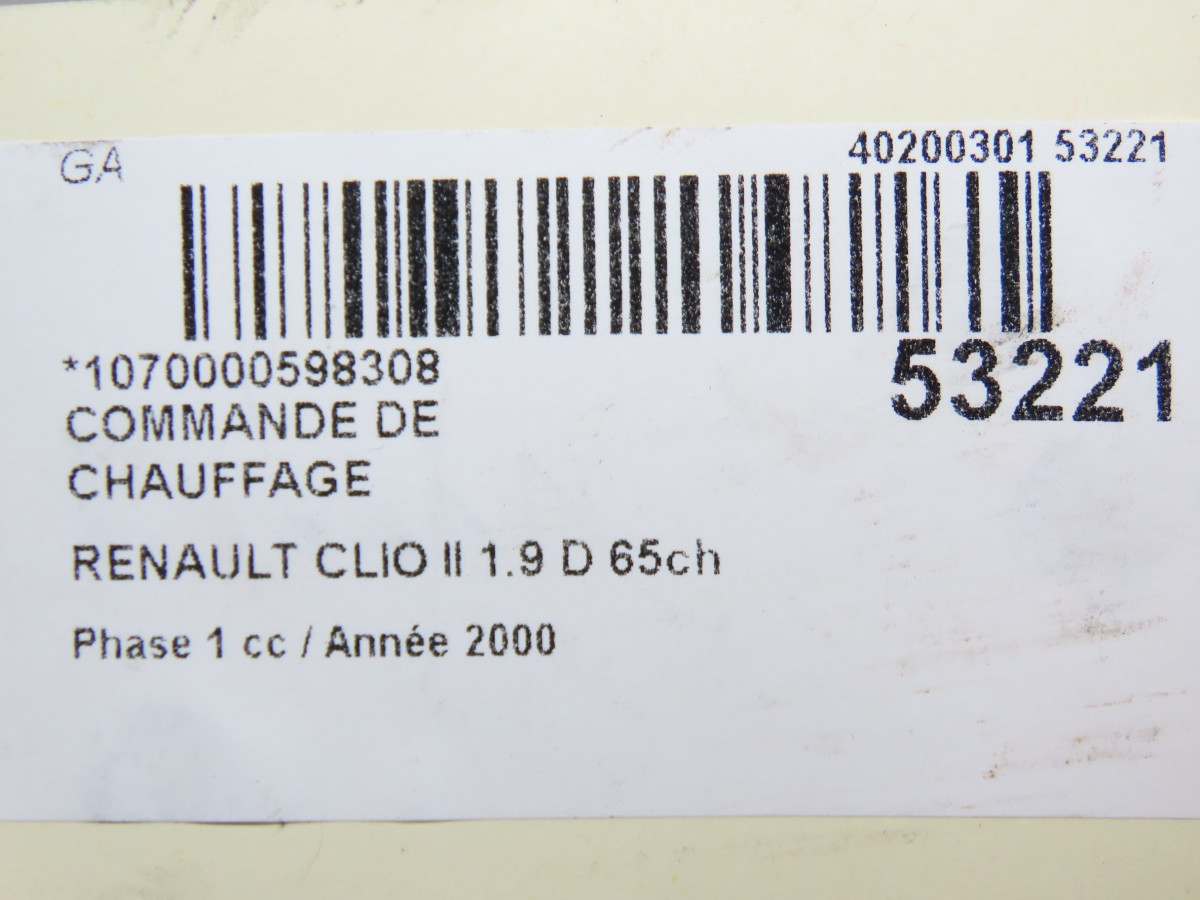 GA
40200301 53221
*1070000598308
53221
COMMANDE DE
CHAUFFAGE
RENAULT CLIO II 1.9 D 65ch
Phase 1 cc / Année 2000